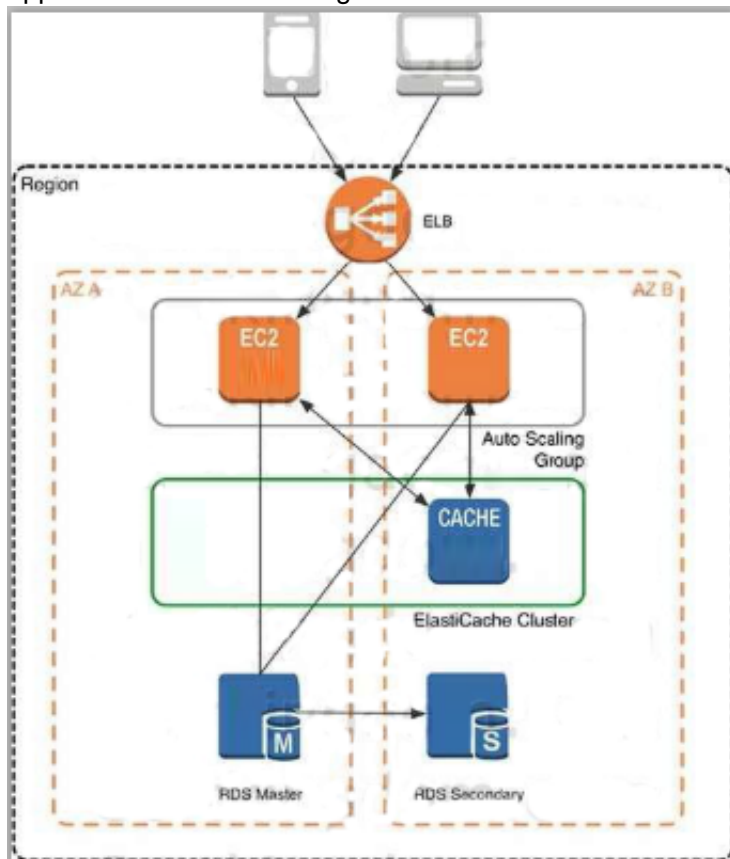 Region
ELB
AZ A
AZ B
EC2
EC2
Auto Scaling
Group
CACHE
ElastiCache Cluster
M
S
RDS Master
RDS Secondary